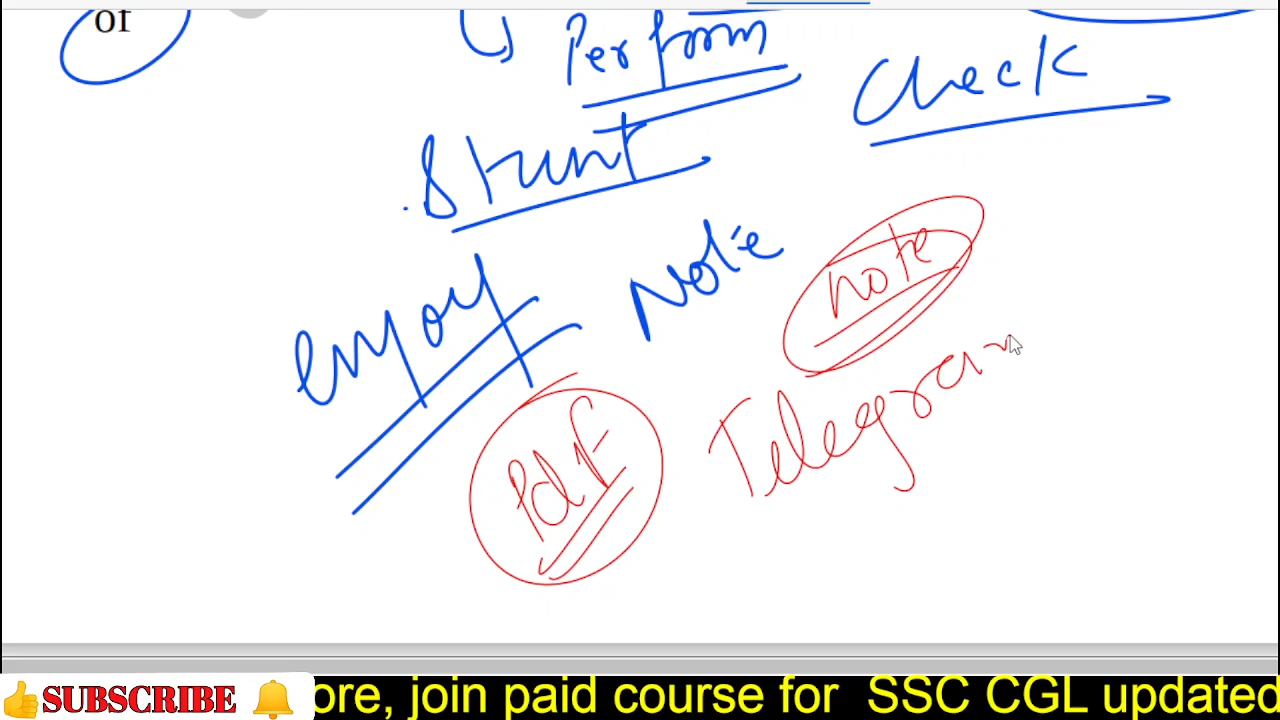 of
Perform
Check
Stunt
note
Note
enjoy
Telegram
Pdf
SUBSCRIBE ore, join paid course for SSC CGL updated